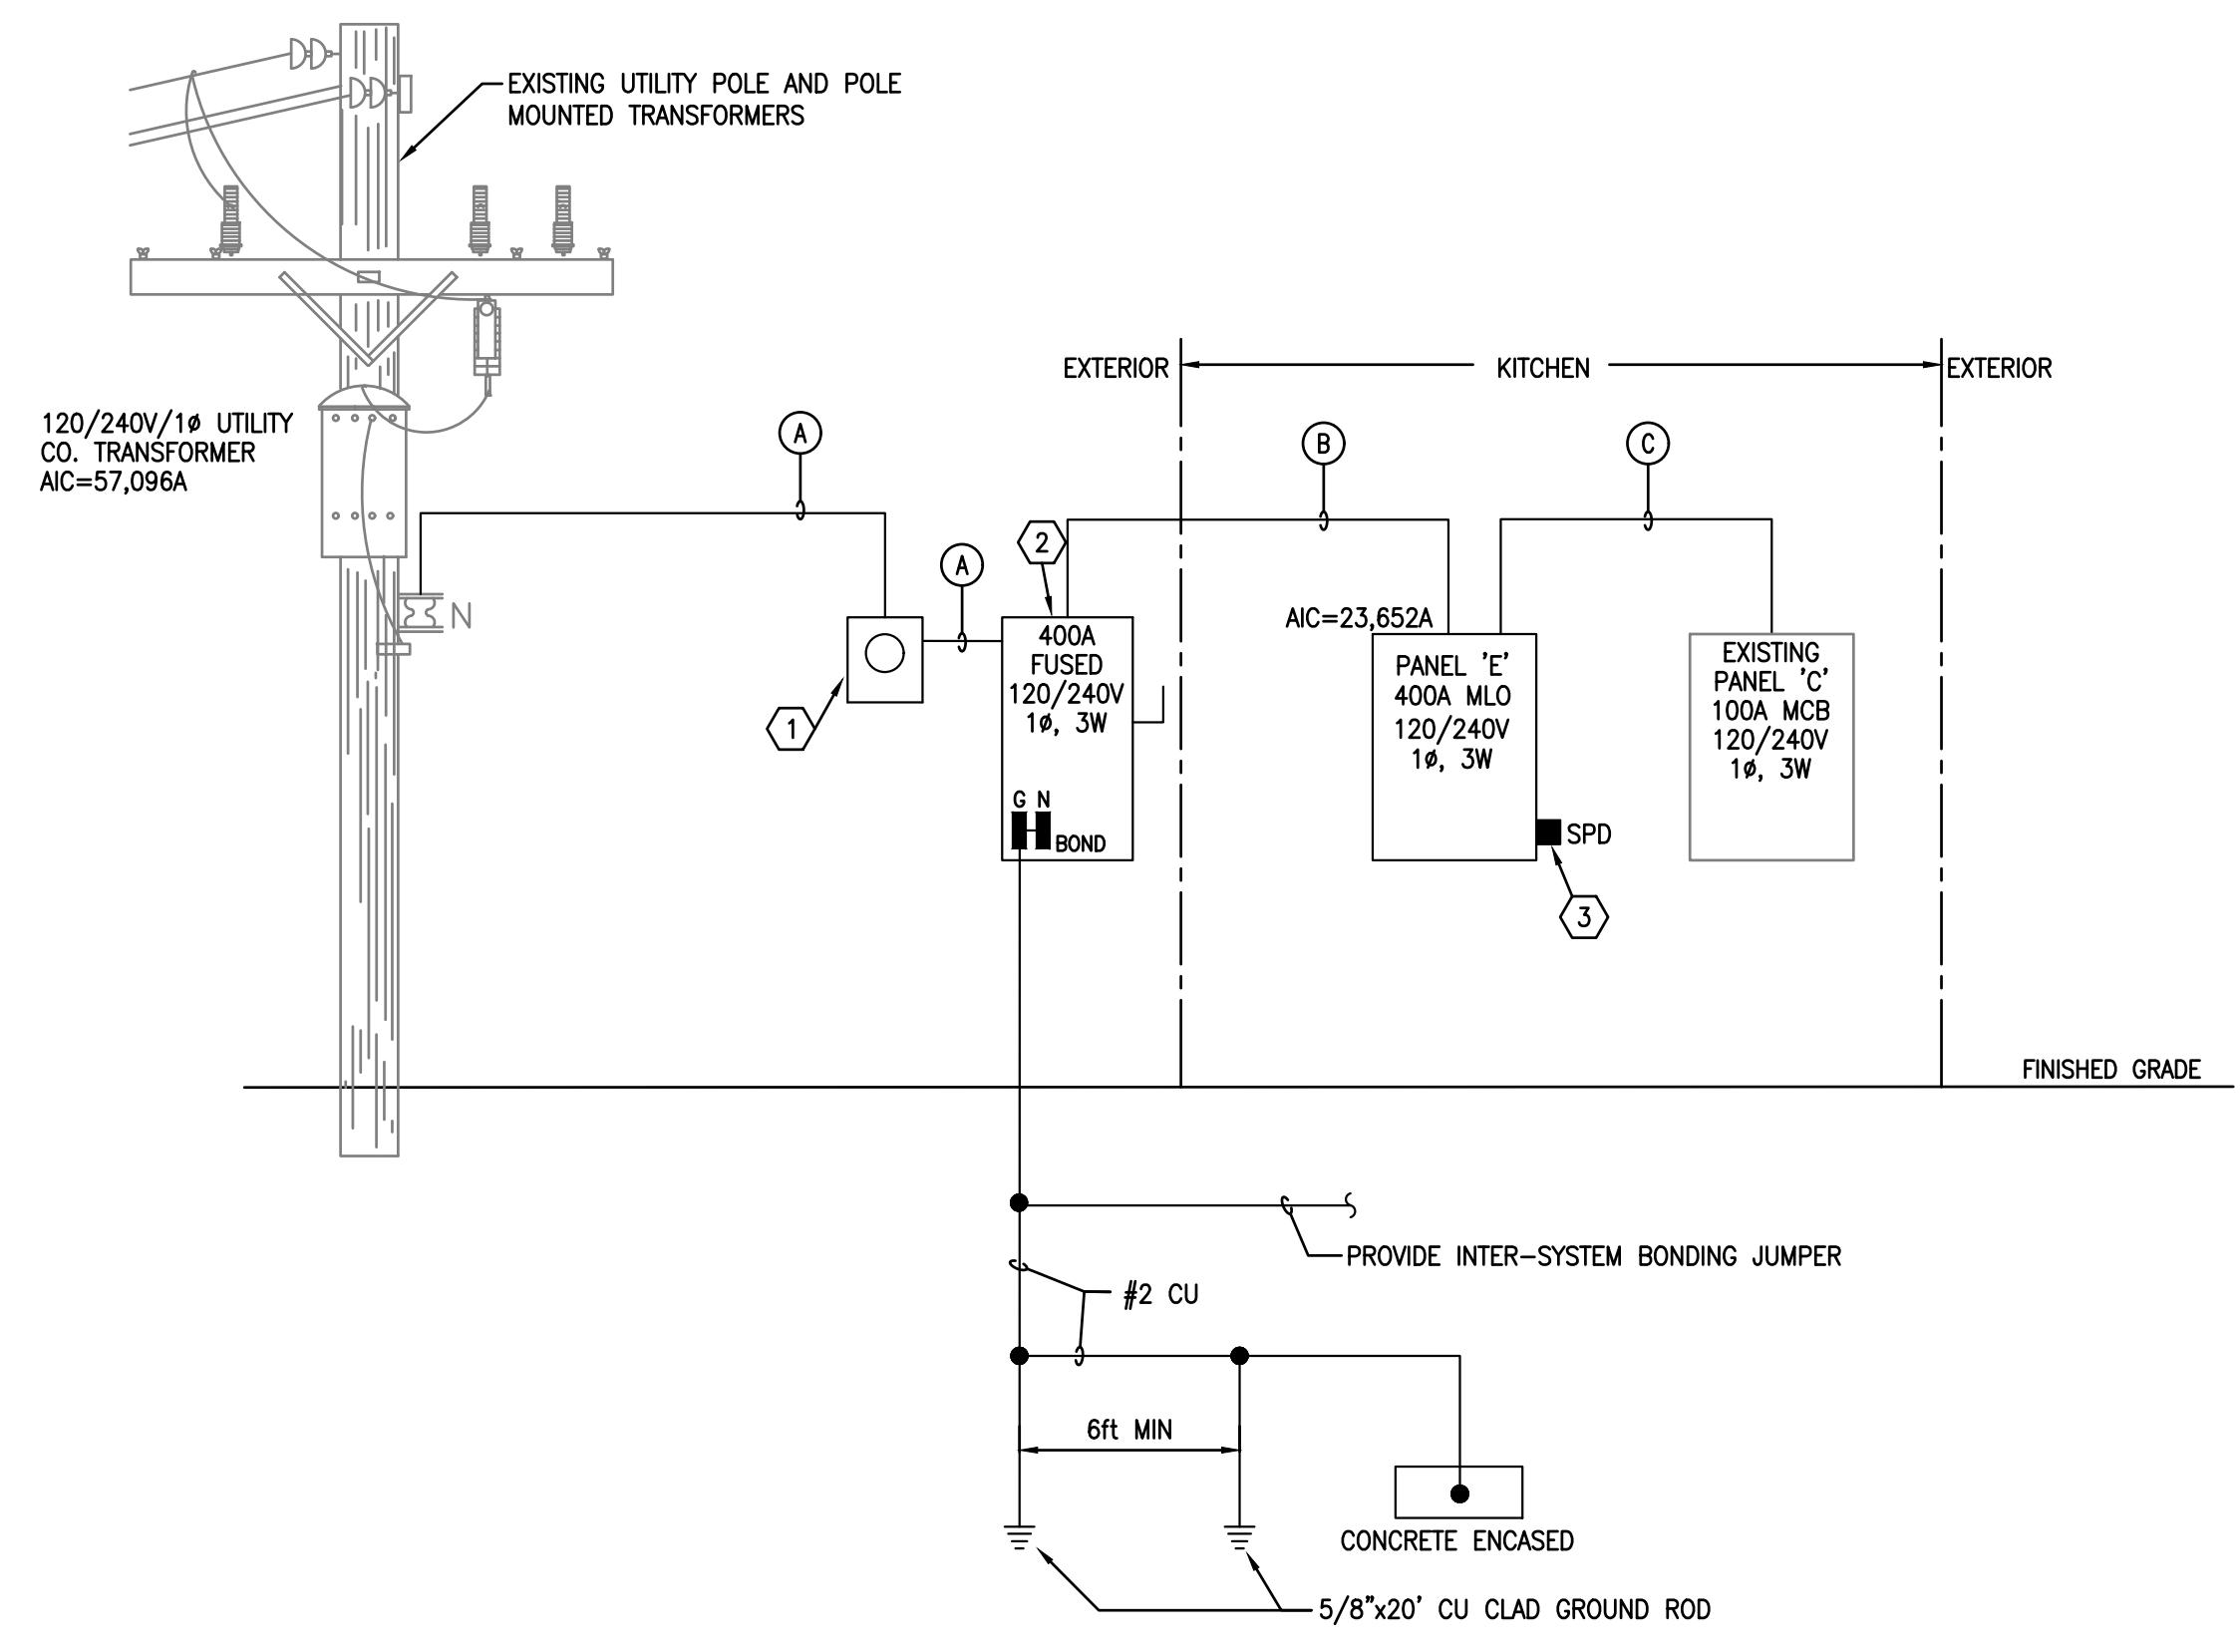 EXISTING UTILITY POLE AND POLE
MOUNTED TRANSFORMERS
EXTERIOR
KITCHEN
EXTERIOR
120/240V/1ø UTILITY
CO. TRANSFORMER
AIC=57,096A
A
B
C
2
A
N
AIC=23,652A
400A
FUSED
120/240V
1ø, 3W
G N
BOND
1
PANEL 'E'
400A MLO
120/240V
1ø, 3W
SPD
3
EXISTING
PANEL 'C'
100A MCB
120/240V
1ø, 3W
FINISHED GRADE
PROVIDE INTER-SYSTEM BONDING JUMPER
#2 CU
6ft MIN
CONCRETE ENCASED
5/8"x20' CU CLAD GROUND ROD